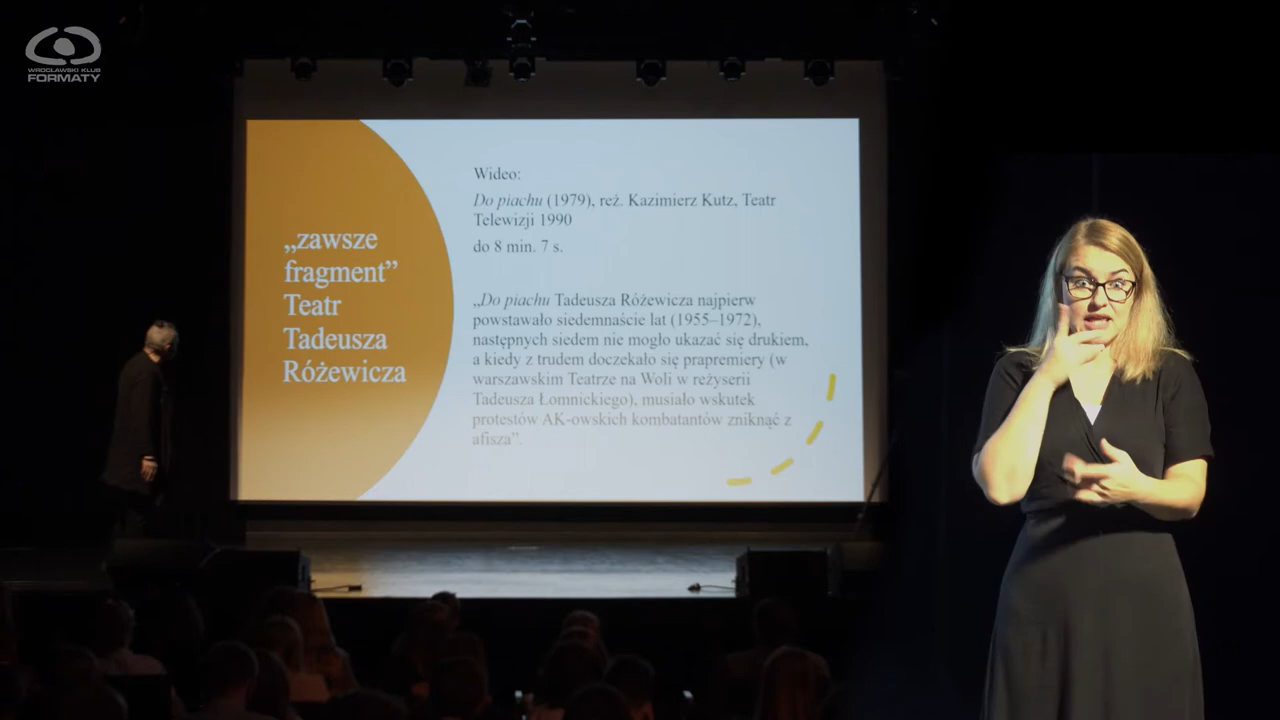 WROCŁAWSKI KLUB
FORMATY
„zawsze
fragment”
Teatr
Tadeusza
Różewicza
Wideo:
Do piachu (1979), reż. Kazimierz Kutz, Teatr
Telewizji 1990
do 8 min. 7 s.
„Do piachu Tadeusza Różewicza najpierw
powstawało siedemnaście lat (1955–1972),
następnych siedem nie mogło ukazać się drukiem,
a kiedy z trudem doczekało się prapremiery (w
warszawskim Teatrze na Woli w reżyserii
Tadeusza Łomnickiego), musiało wskutek
protestów AK-owskich kombatantów zniknąć z
afisza”.